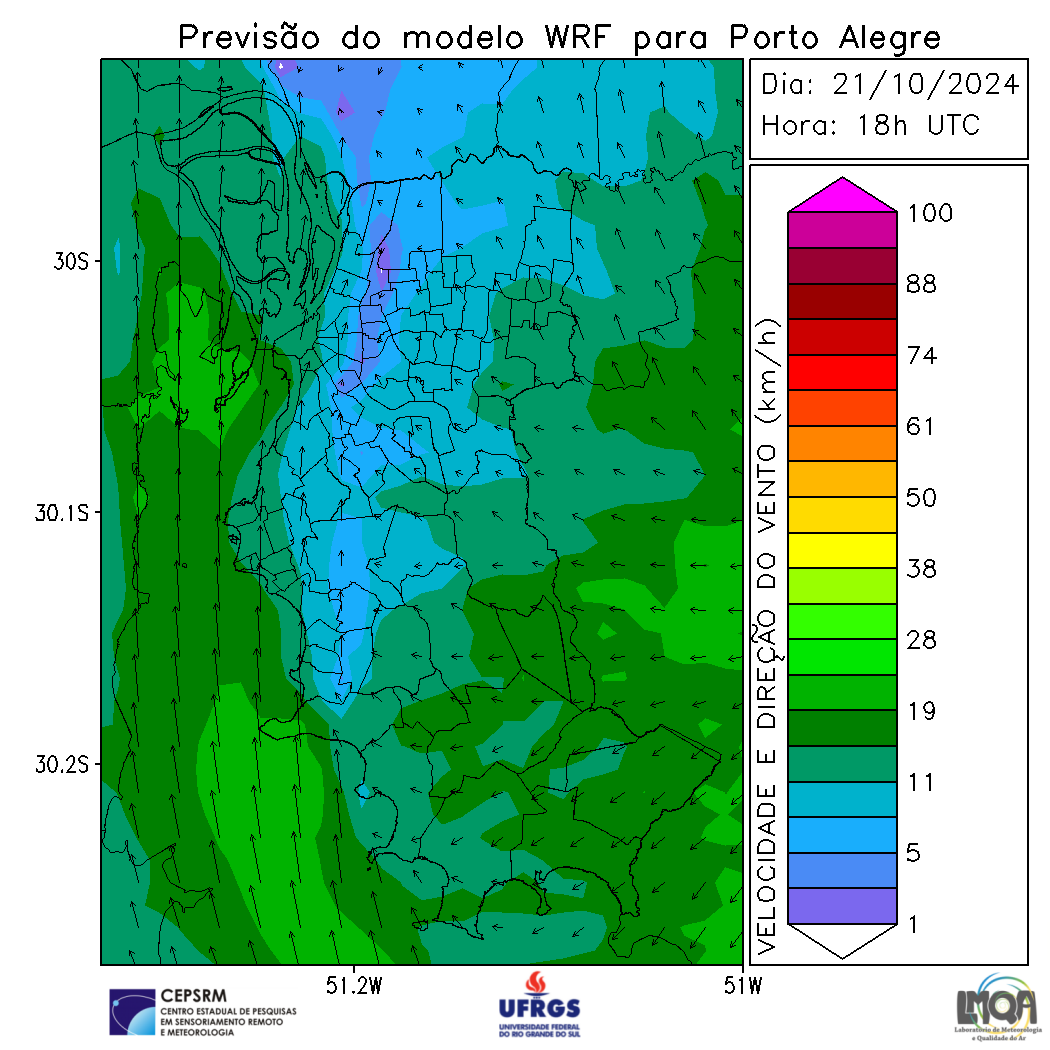 Previsão do modelo WRF para Porto Alegre
Dia: 21/10/2024
Hora: 18h UTC
30S
30.1S
30.2S
51.2W
51W
VELOCIDADE E DIREÇÃO DO VENTO (km/h)
100
88
74
61
50
38
28
19
11
5
1
CEPSRM
CENTRO ESTADUAL DE PESQUISAS
EM SENSORIAMENTO REMOTO
E METEOROLOGIA
UFRGS
UNIVERSIDADE FEDERAL
DO RIO GRANDE DO SUL
LMQA
Laboratório de Meteorologia
e Qualidade do Ar